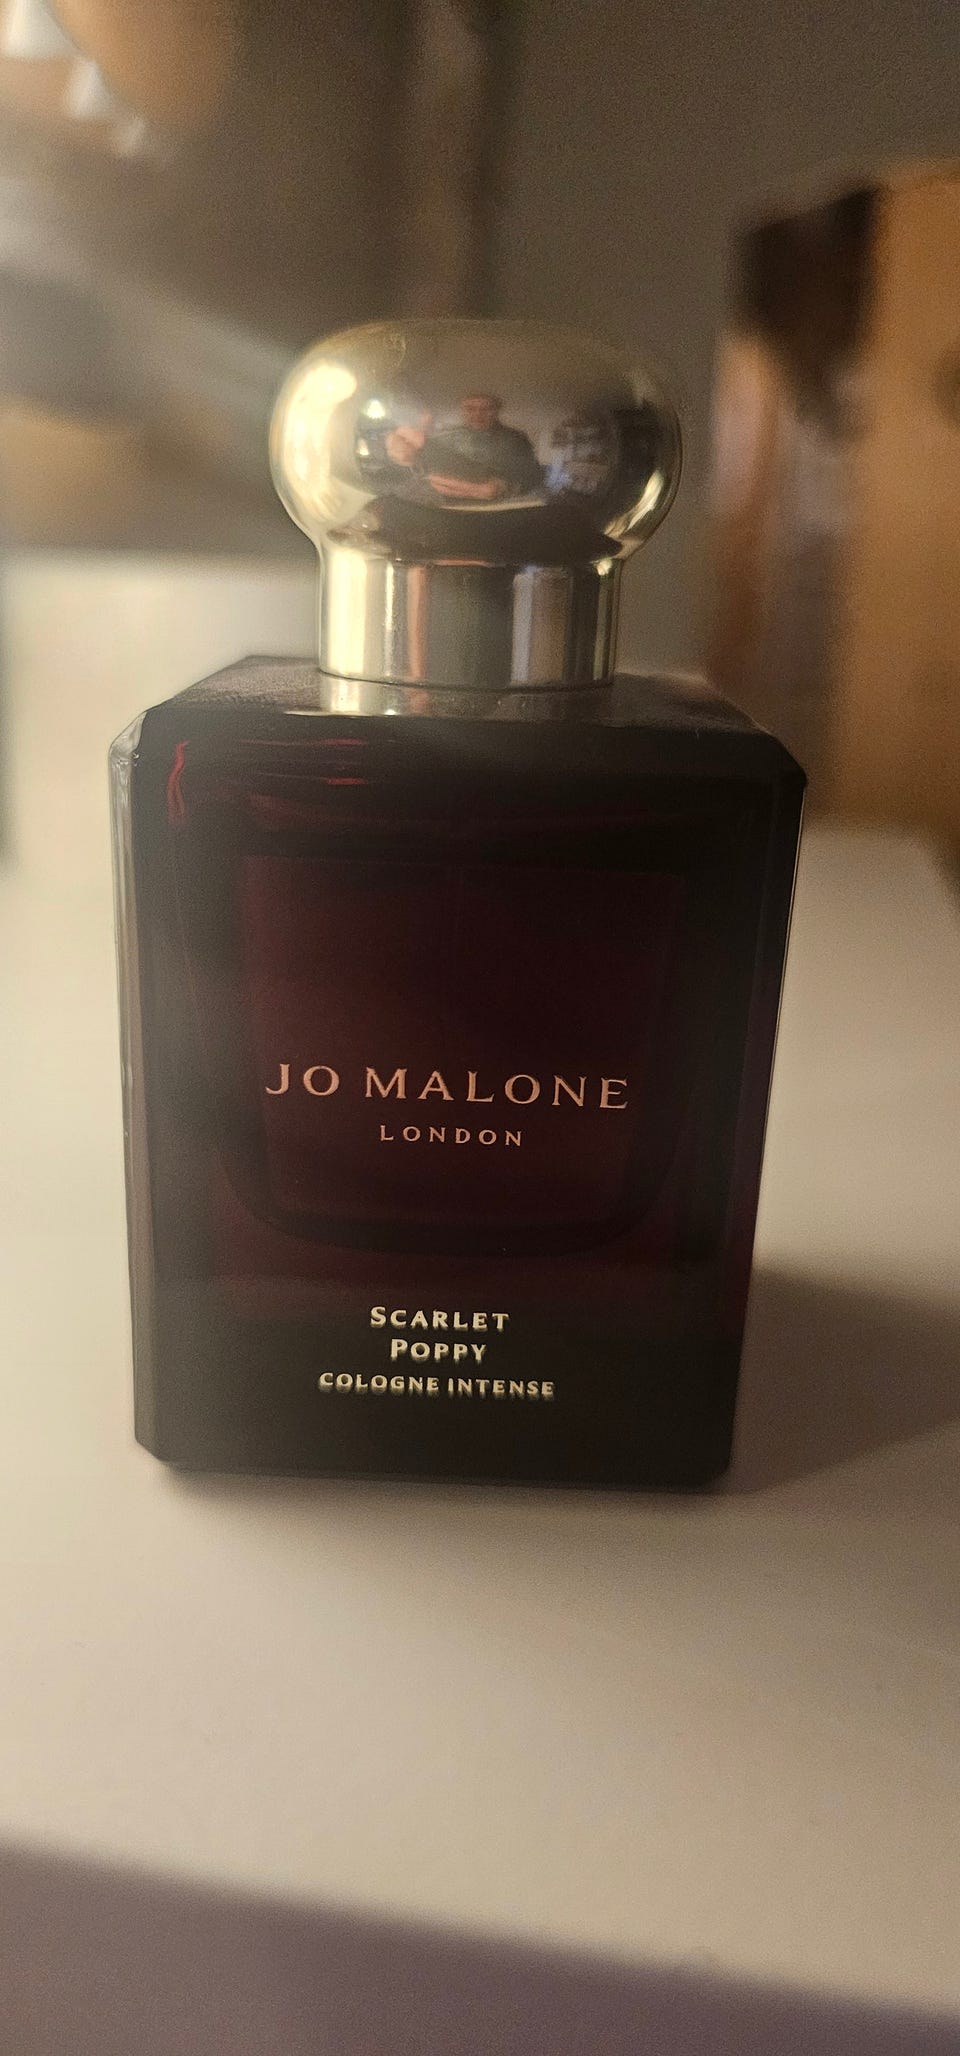 JO MALONE
LONDON
SCARLET
POPPY
COLOGNE INTENSE